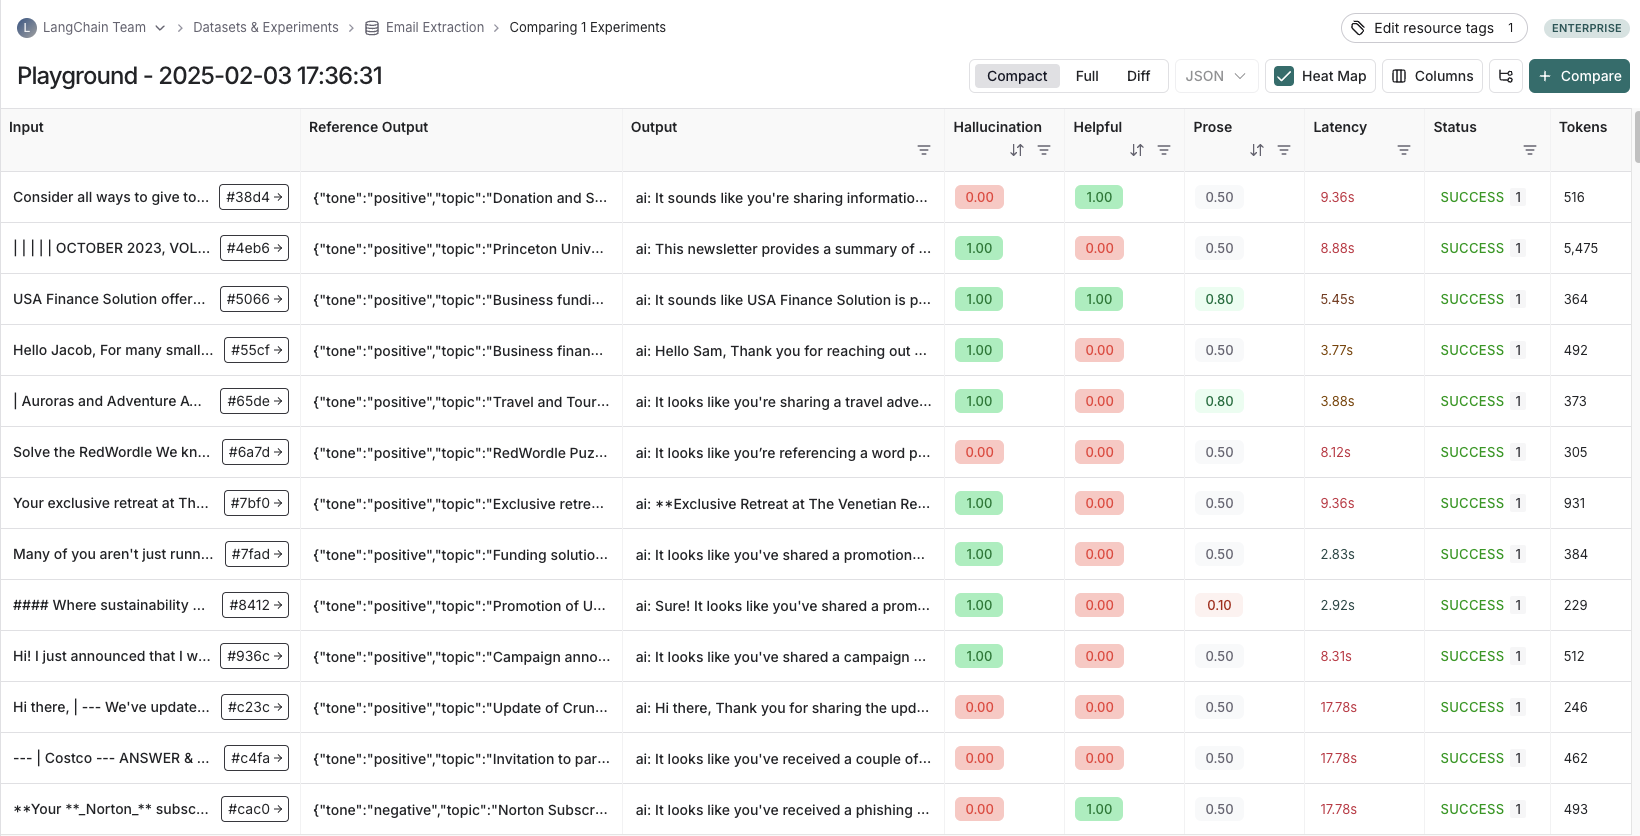 L LangChain Team > Datasets & Experiments > Email Extraction > Comparing 1 Experiments Edit resource tags 1 ENTERPRISE
Playground - 2025-02-03 17:36:31 Compact Full Diff JSON Heat Map Columns + Compare
Input Reference Output Output Hallucination Helpful Prose Latency Status Tokens
Consider all ways to give to... #38d4 → {"tone":"positive","topic":"Donation and S... ai: It sounds like you're sharing informatio... 0.00 1.00 0.50 9.36s SUCCESS 1 516
| | | | | OCTOBER 2023, VOL... #4eb6 → {"tone":"positive","topic":"Princeton Univ... ai: This newsletter provides a summary of ... 1.00 0.00 0.50 8.88s SUCCESS 1 5,475
USA Finance Solution offer... #5066 → {"tone":"positive","topic":"Business fundi... ai: It sounds like USA Finance Solution is p... 1.00 1.00 0.80 5.45s SUCCESS 1 364
Hello Jacob, For many small... #55cf → {"tone":"positive","topic":"Business finan... ai: Hello Sam, Thank you for reaching out ... 1.00 0.00 0.50 3.77s SUCCESS 1 492
| Auroras and Adventure A... #65de → {"tone":"positive","topic":"Travel and Tour... ai: It looks like you're sharing a travel adve... 1.00 0.00 0.80 3.88s SUCCESS 1 373
Solve the RedWordle We kn... #6a7d → {"tone":"positive","topic":"RedWordle Puz... ai: It looks like you’re referencing a word p... 0.00 0.00 0.50 8.12s SUCCESS 1 305
Your exclusive retreat at Th... #7bf0 → {"tone":"positive","topic":"Exclusive retre... ai: **Exclusive Retreat at The Venetian Re... 1.00 0.00 0.50 9.36s SUCCESS 1 931
Many of you aren't just runn... #7fad → {"tone":"positive","topic":"Funding solutio... ai: It looks like you've shared a promotion... 1.00 0.00 0.50 2.83s SUCCESS 1 384
#### Where sustainability ... #8412 → {"tone":"positive","topic":"Promotion of U... ai: Sure! It looks like you've shared a prom... 1.00 0.00 0.10 2.92s SUCCESS 1 229
Hi! I just announced that I w... #936c → {"tone":"positive","topic":"Campaign anno... ai: It looks like you've shared a campaign ... 1.00 0.00 0.50 8.31s SUCCESS 1 512
Hi there, | --- We've update... #c23c → {"tone":"positive","topic":"Update of Crun... ai: Hi there, Thank you for sharing the upd... 0.00 0.00 0.50 17.78s SUCCESS 1 246
--- | Costco --- ANSWER & ... #c4fa → {"tone":"positive","topic":"Invitation to par... ai: It looks like you've received a couple of... 0.00 0.00 0.50 17.78s SUCCESS 1 462
**Your **_Norton_** subsc... #cac0 → {"tone":"negative","topic":"Norton Subscr... ai: It looks like you've received a phishing ... 0.00 1.00 0.50 17.78s SUCCESS 1 493